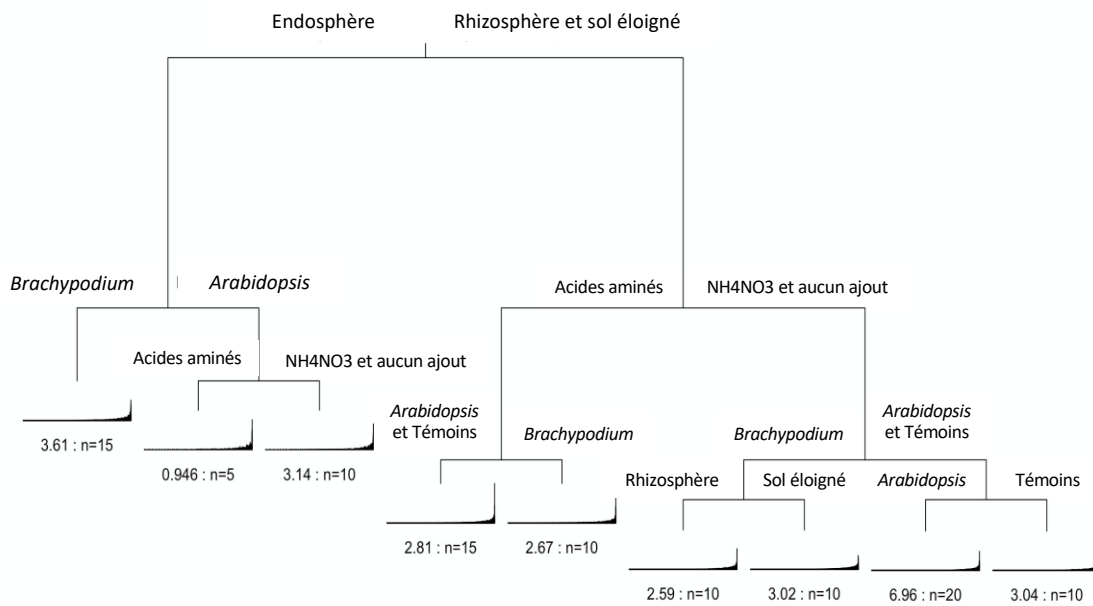 Endosphère
Rhizosphère et sol éloigné
Brachypodium
Arabidopsis
Acides aminés
NH4NO3 et aucun ajout
Acides aminés
NH4NO3 et aucun ajout
3.61 : n=15
0.946 : n=5
3.14 : n=10
Arabidopsis
et Témoins
Brachypodium
Brachypodium
Arabidopsis
et Témoins
2.81 : n=15
2.67 : n=10
Rhizosphère
Sol éloigné
Arabidopsis
Témoins
2.59 : n=10
3.02 : n=10
6.96 : n=20
3.04 : n=10